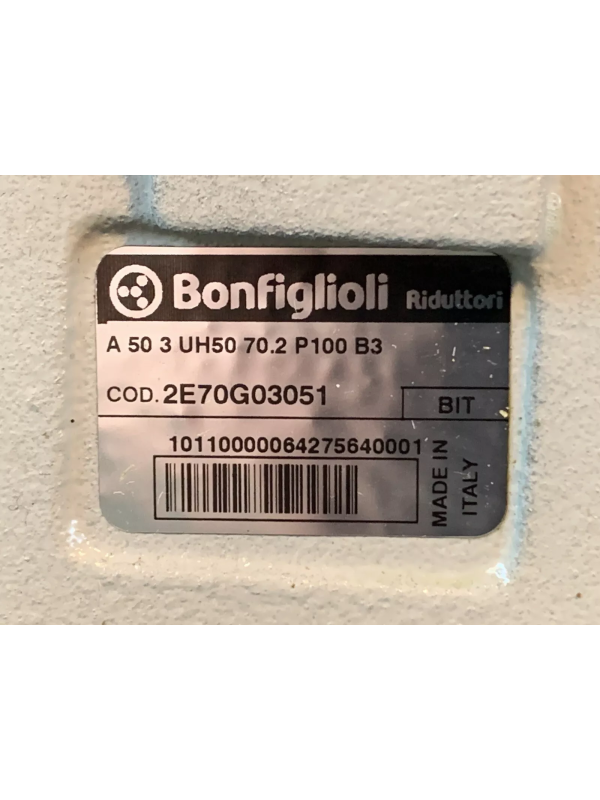 Bonfiglioli Riduttori
A 50 3 UH50 70.2 P100 B3
COD. 2E70G03051
BIT
10110000064275640001
MADE IN
ITALY